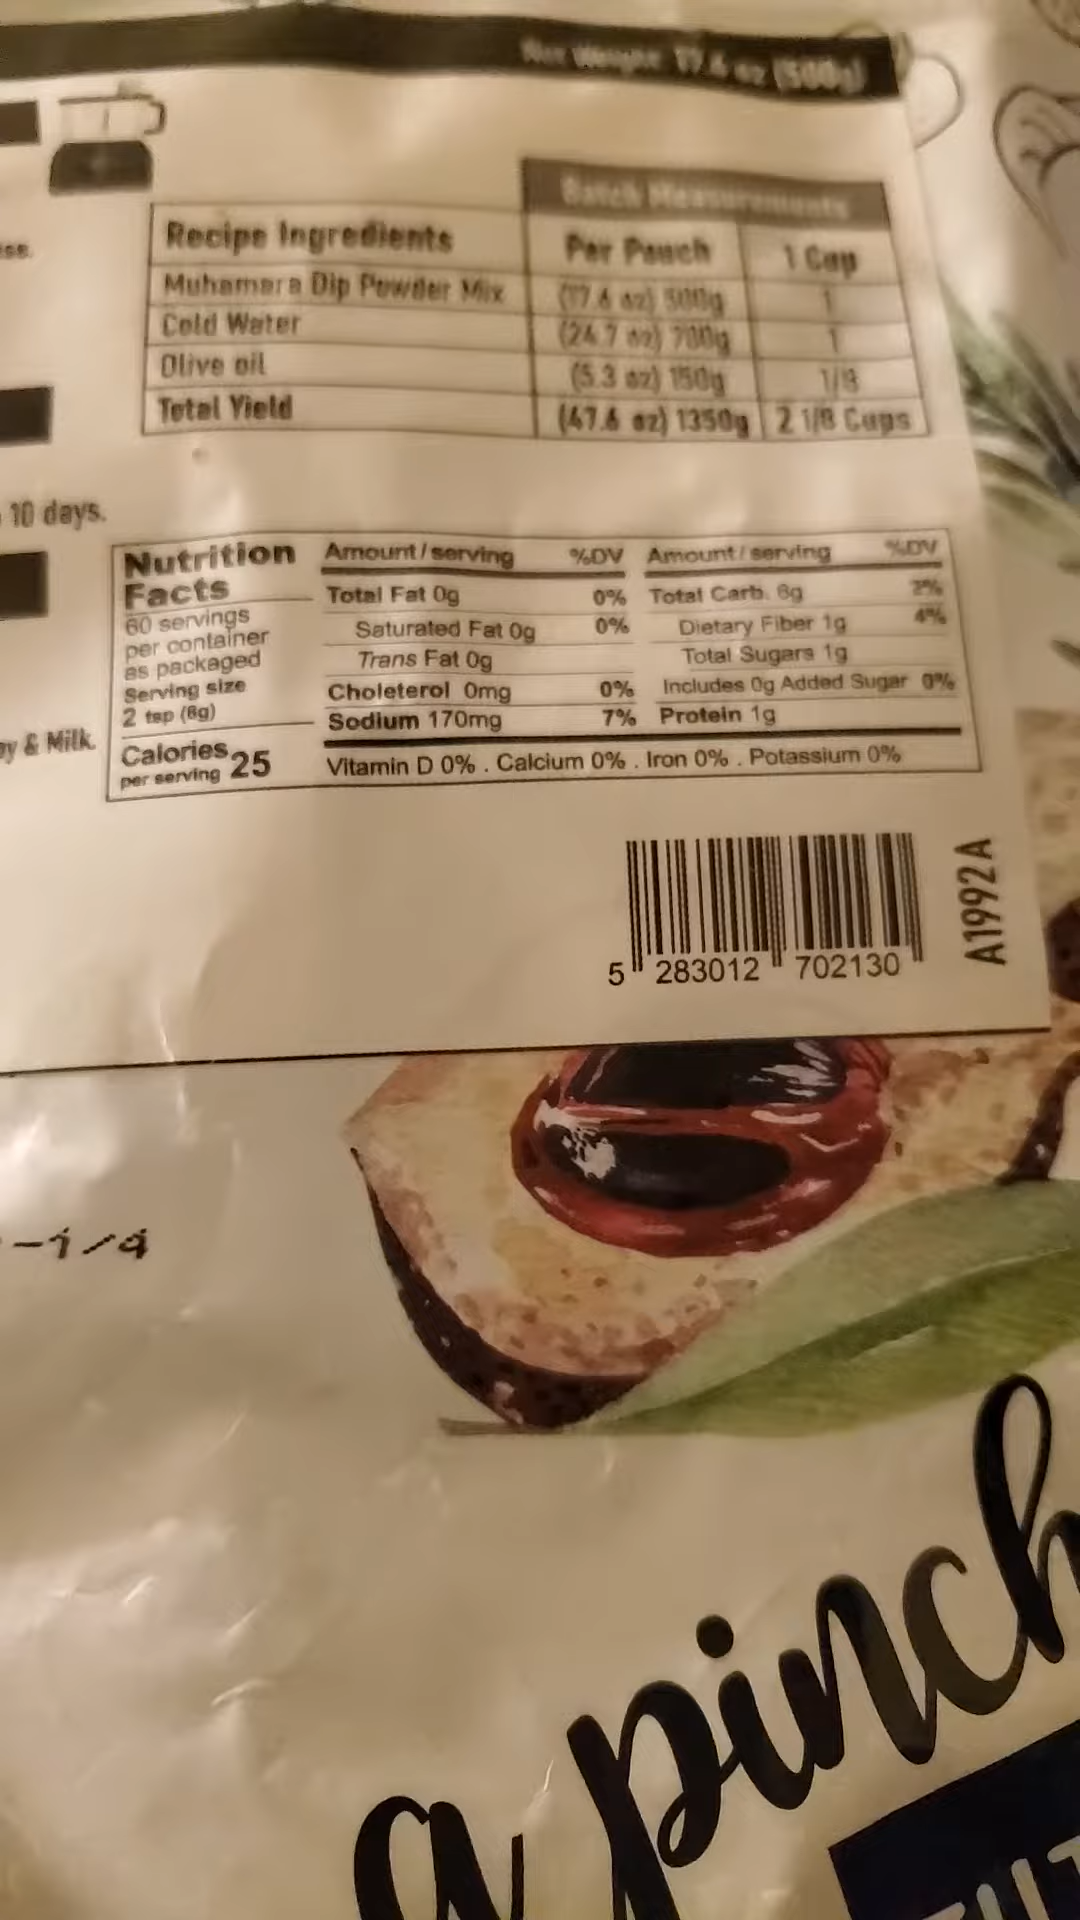 Net Weight 17.6 oz (500g)
Batch Measurements
Recipe Ingredients Per Pouch 1 Cup
Muhamara Dip Powder Mix (17.6 oz) 500g 1
Cold Water (24.7 oz) 700g 1
Olive oil (5.3 oz) 150g 1/8
Total Yield (47.6 oz) 1350g 2 1/8 Cups
10 days.
Nutrition Facts
60 servings
per container
as packaged
Serving size
2 tsp (8g)
Calories 25
per serving
Amount/serving %DV
Total Fat 0g 0%
Saturated Fat 0g 0%
Trans Fat 0g
Choleterol 0mg 0%
Sodium 170mg 7%
Amount/serving %DV
Total Carb. 6g 2%
Dietary Fiber 1g 4%
Total Sugars 1g
Includes 0g Added Sugar 0%
Protein 1g
Vitamin D 0% . Calcium 0% . Iron 0% . Potassium 0%
& Milk.
5 283012 702130
A1992A
-1/4
a pinch